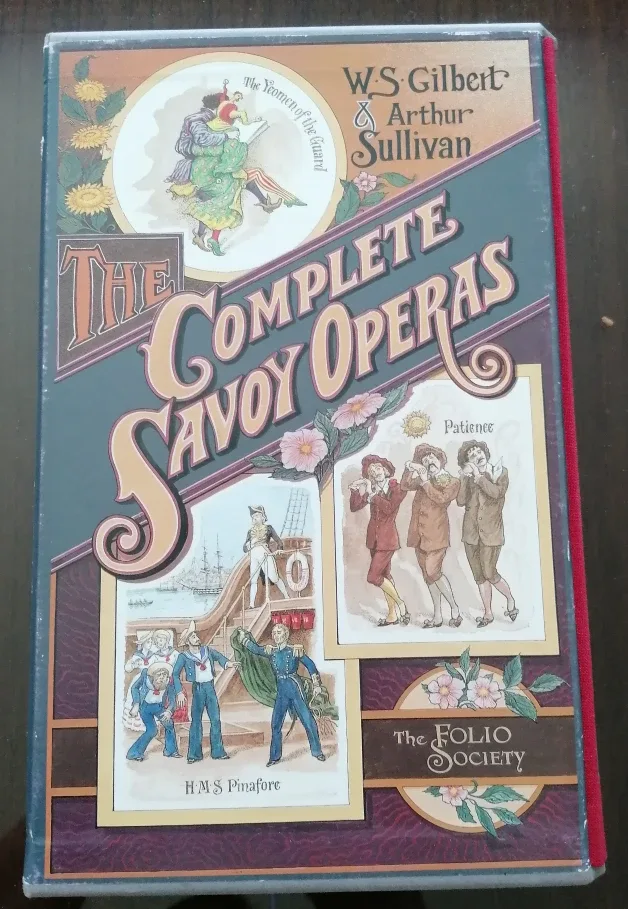 The Yeomen of the Guard
W·S·Gilbert
& Arthur
Sullivan
THE
COMPLETE
SAVOY OPERAS
Patience
H·M·S Pinafore
The FOLIO
SOCIETY